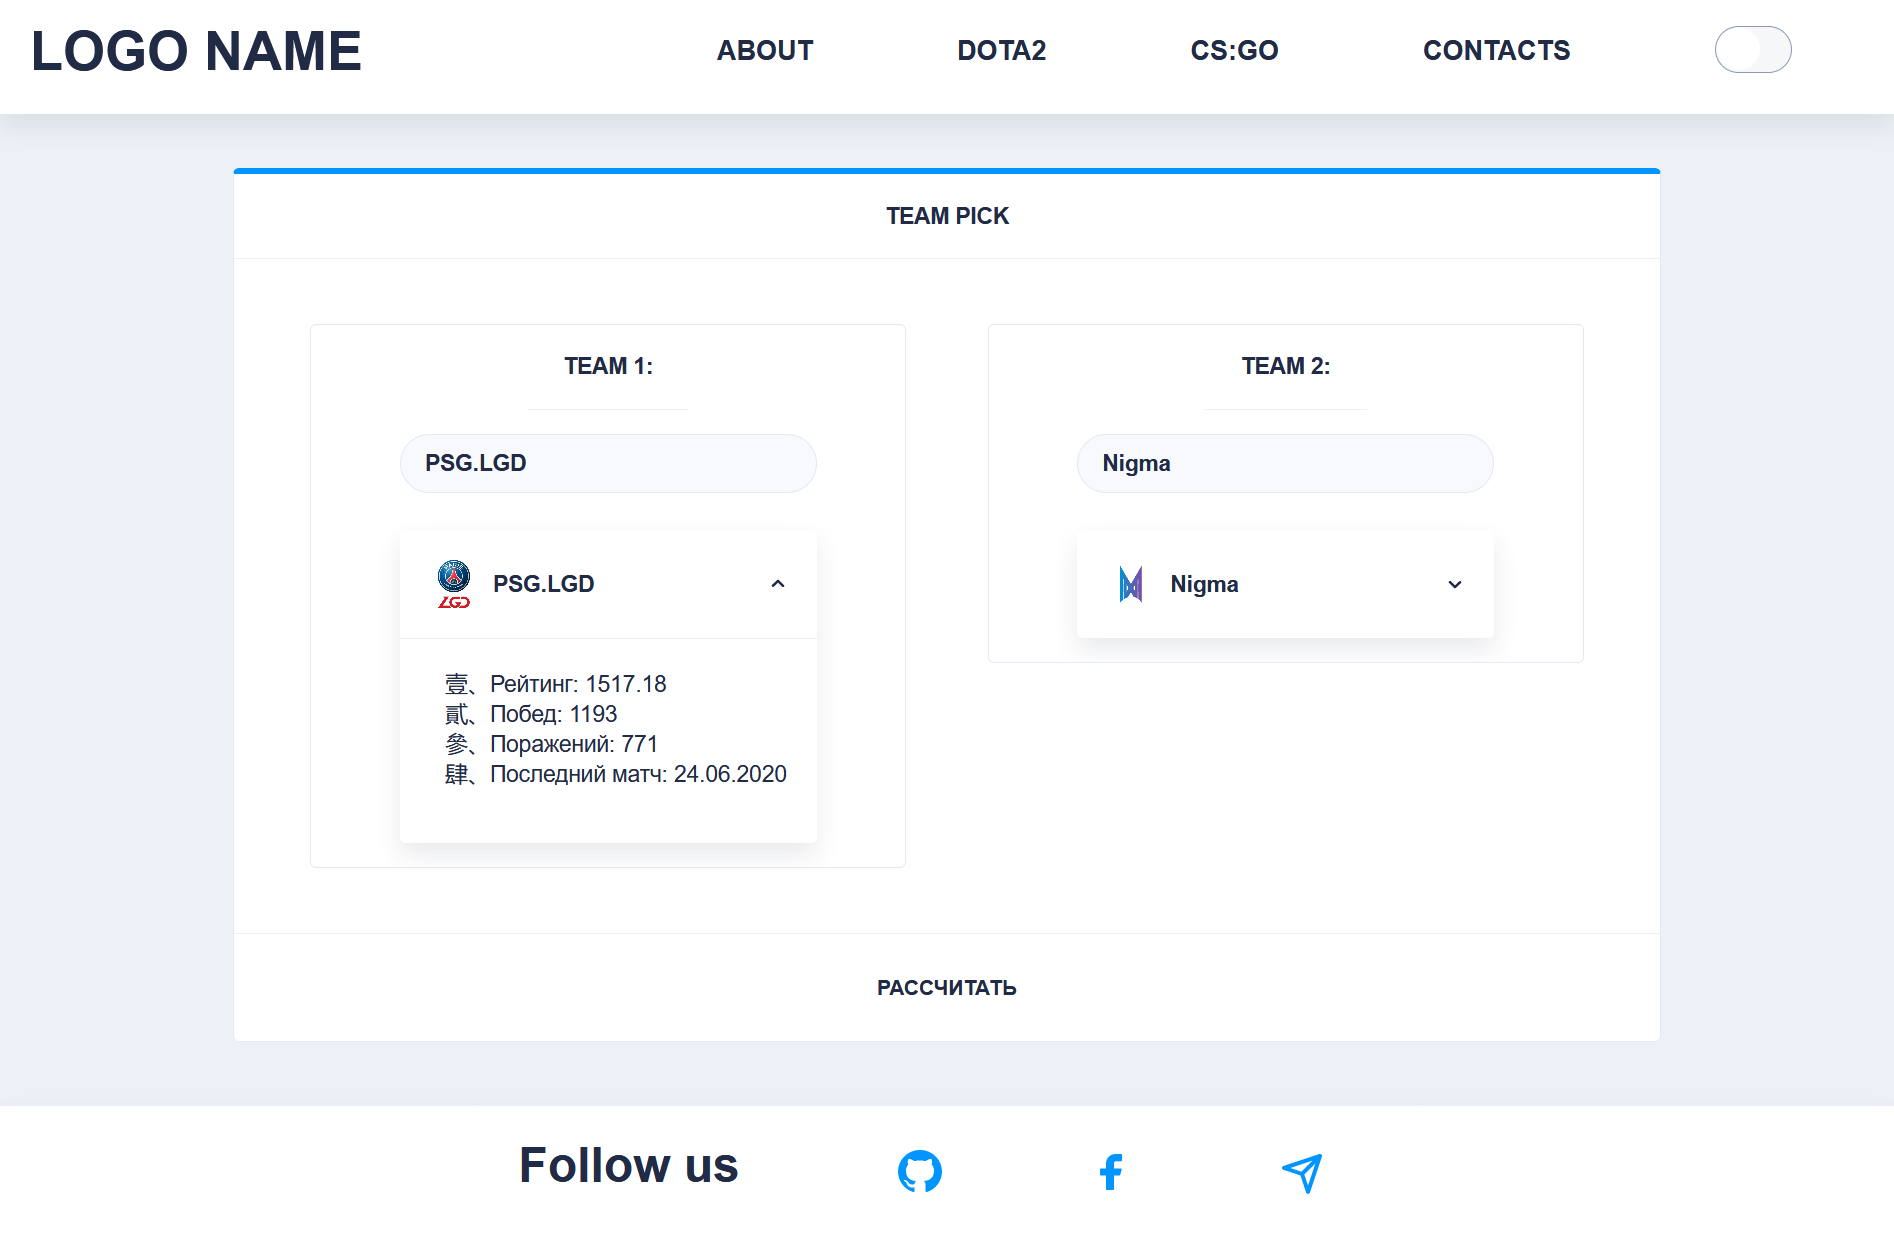 LOGO NAME
ABOUT
DOTA2
CS:GO
CONTACTS
TEAM PICK
TEAM 1:
PSG.LGD
LGD
PSG.LGD
壹、Рейтинг: 1517.18
貳、Побед: 1193
參、Поражений: 771
肆、Последний матч: 24.06.2020
TEAM 2:
Nigma
Nigma
РАССЧИТАТЬ
Follow us